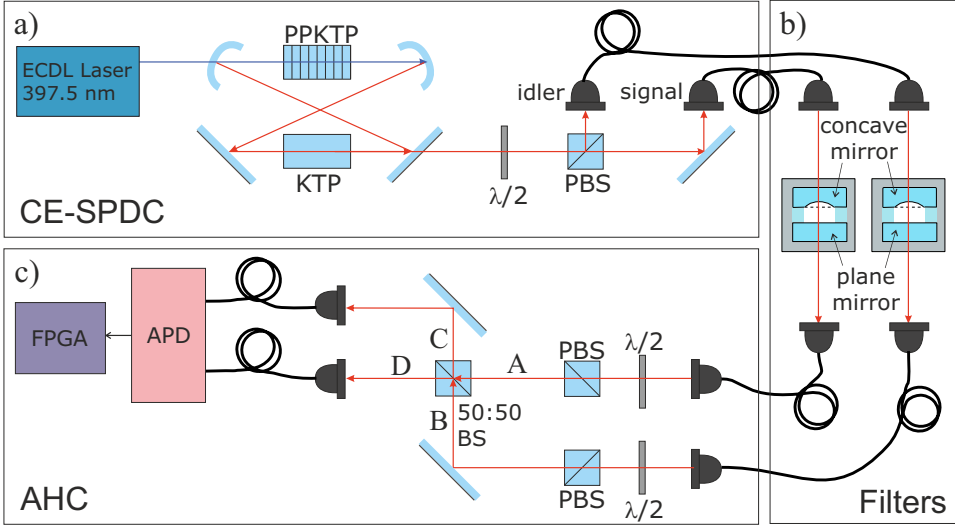 a)
ECDL Laser
397.5 nm
PPKTP
KTP
λ/2
PBS
idler
signal
CE-SPDC
b)
concave
mirror
plane
mirror
Filters
c)
FPGA
APD
C
D
A
B
50:50
BS
PBS
λ/2
PBS
λ/2
AHC